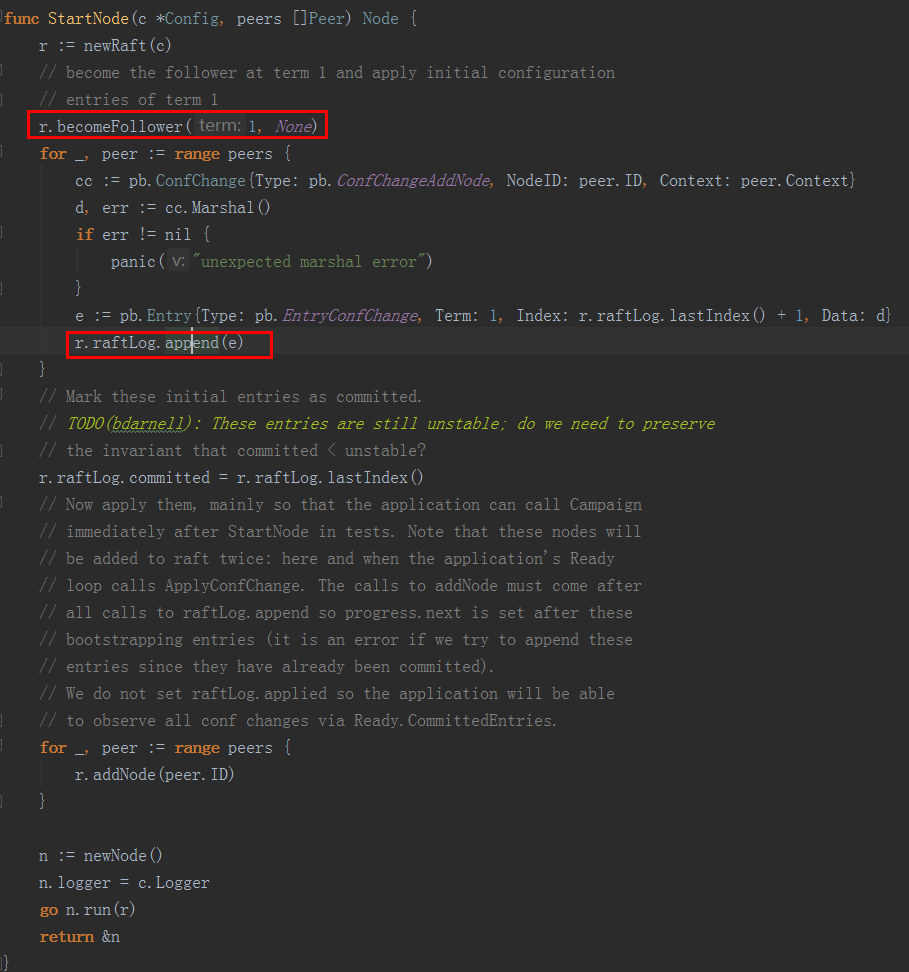 func StartNode(c *Config, peers []Peer) Node {
    r := newRaft(c)
    // become the follower at term 1 and apply initial configuration
    // entries of term 1
    r.becomeFollower( term: 1, None)
    for _, peer := range peers {
        cc := pb.ConfChange{Type: pb.ConfChangeAddNode, NodeID: peer.ID, Context: peer.Context}
        d, err := cc.Marshal()
        if err != nil {
            panic( v: "unexpected marshal error")
        }
        e := pb.Entry{Type: pb.EntryConfChange, Term: 1, Index: r.raftLog.lastIndex() + 1, Data: d}
        r.raftLog.append(e)
    }
    // Mark these initial entries as committed.
    // TODO(bdarnell): These entries are still unstable; do we need to preserve
    // the invariant that committed < unstable?
    r.raftLog.committed = r.raftLog.lastIndex()
    // Now apply them, mainly so that the application can call Campaign
    // immediately after StartNode in tests. Note that these nodes will
    // be added to raft twice: here and when the application's Ready
    // loop calls ApplyConfChange. The calls to addNode must come after
    // all calls to raftLog.append so progress.next is set after these
    // bootstrapping entries (it is an error if we try to append these
    // entries since they have already been committed).
    // We do not set raftLog.applied so the application will be able
    // to observe all conf changes via Ready.CommittedEntries.
    for _, peer := range peers {
        r.addNode(peer.ID)
    }

    n := newNode()
    n.logger = c.Logger
    go n.run(r)
    return &n
}